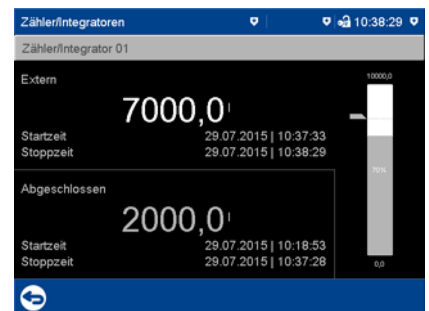 Zähler/Integratoren 10:38:29
Zähler/Integrator 01
Extern
10000,0
7000,0 l
Startzeit 29.07.2015 | 10:37:33
Stoppzeit 29.07.2015 | 10:38:29
70%
Abgeschlossen
2000,0 l
Startzeit 29.07.2015 | 10:18:53
Stoppzeit 29.07.2015 | 10:37:28
0,0